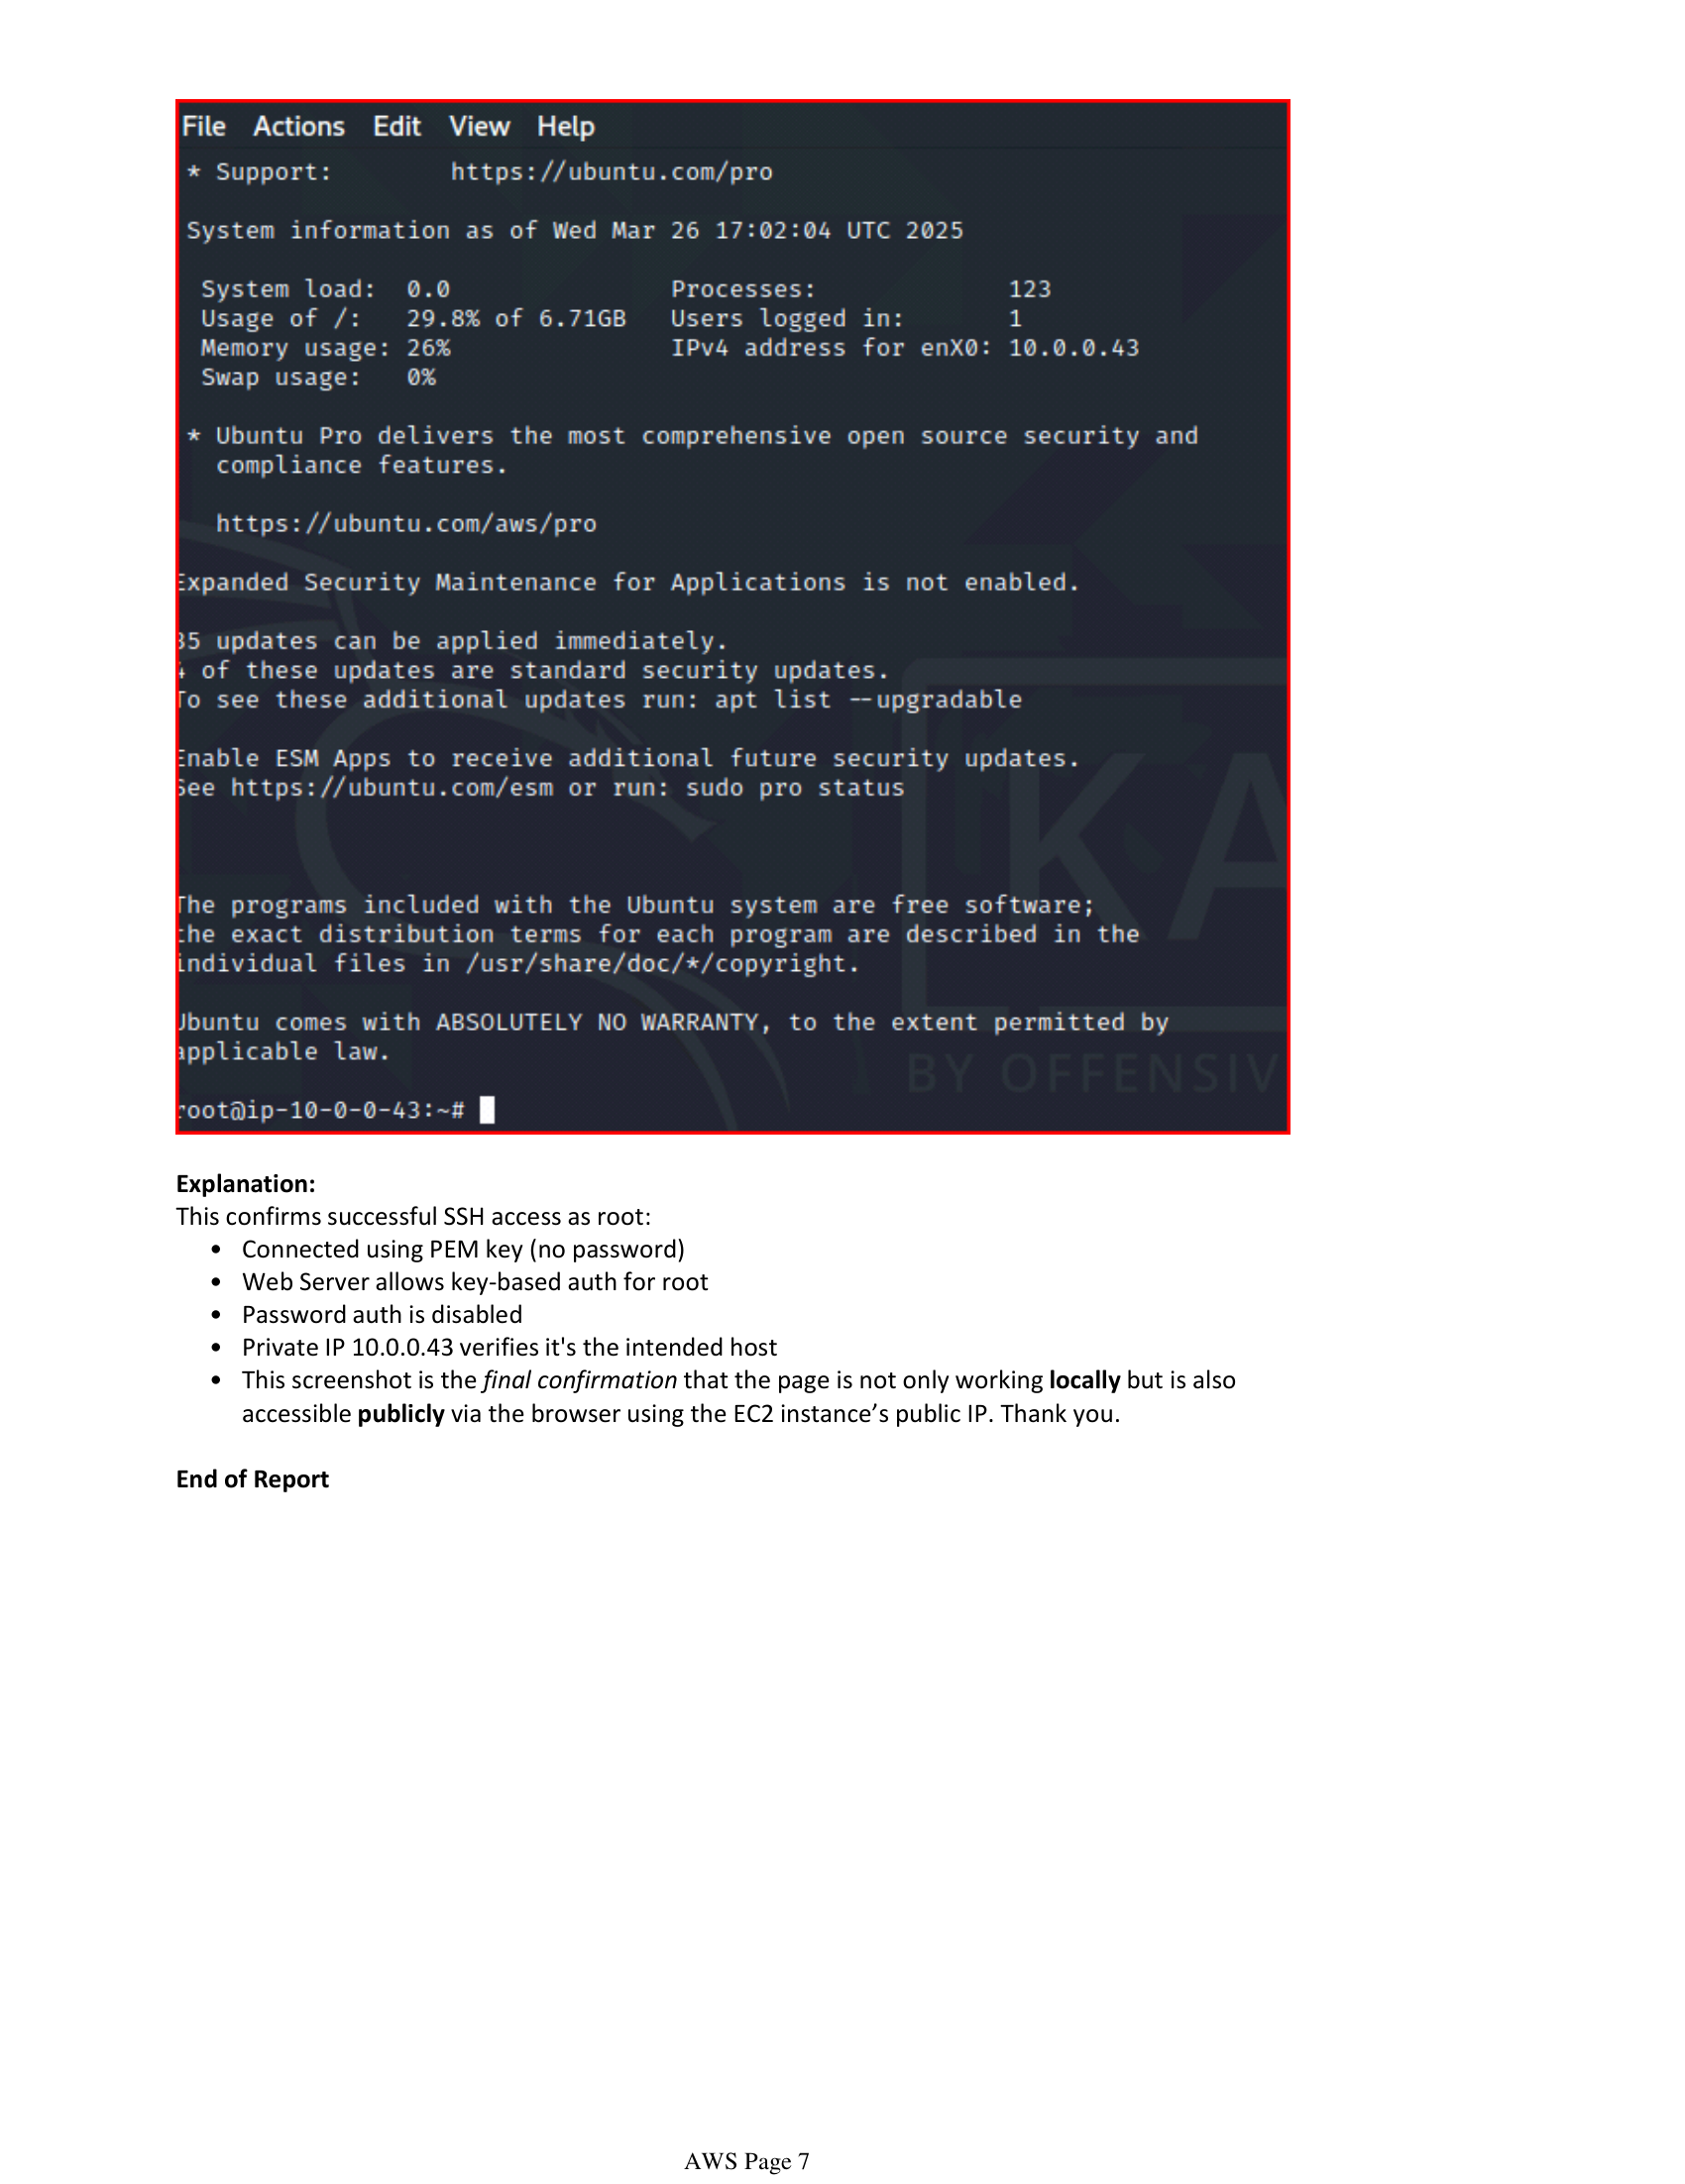 File Actions Edit View Help
* Support: https://ubuntu.com/pro
System information as of Wed Mar 26 17:02:04 UTC 2025
System load: 0.0 Processes: 123
Usage of /: 29.8% of 6.71GB Users logged in: 1
Memory usage: 26% IPv4 address for enX0: 10.0.0.43
Swap usage: 0%
* Ubuntu Pro delivers the most comprehensive open source security and
compliance features.
https://ubuntu.com/aws/pro
Expanded Security Maintenance for Applications is not enabled.
35 updates can be applied immediately.
4 of these updates are standard security updates.
To see these additional updates run: apt list --upgradable
Enable ESM Apps to receive additional future security updates.
See https://ubuntu.com/esm or run: sudo pro status
The programs included with the Ubuntu system are free software;
the exact distribution terms for each program are described in the
individual files in /usr/share/doc/*/copyright.
Ubuntu comes with ABSOLUTELY NO WARRANTY, to the extent permitted by
applicable law.
root@ip-10-0-0-43:~#
KA
BY OFFENSIV
Explanation:
This confirms successful SSH access as root:
• Connected using PEM key (no password)
• Web Server allows key-based auth for root
• Password auth is disabled
• Private IP 10.0.0.43 verifies it's the intended host
• This screenshot is the final confirmation that the page is not only working locally but is also
accessible publicly via the browser using the EC2 instance’s public IP. Thank you.
End of Report
AWS Page 7